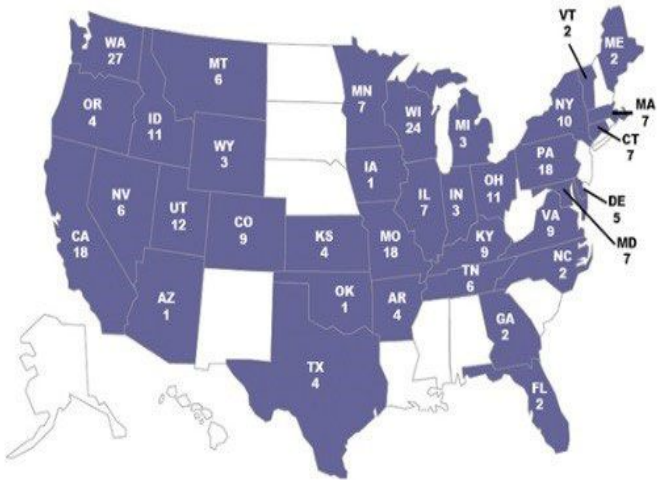 WA
27
OR
4
CA
18
NV
6
ID
11
MT
6
WY
3
UT
12
CO
9
AZ
1
KS
4
OK
1
TX
4
MN
7
IA
1
MO
18
AR
4
WI
24
IL
7
MI
3
IN
3
OH
11
KY
9
TN
6
GA
2
FL
2
NC
2
VA
9
PA
18
NY
10
VT
2
ME
2
MA
7
CT
7
DE
5
MD
7